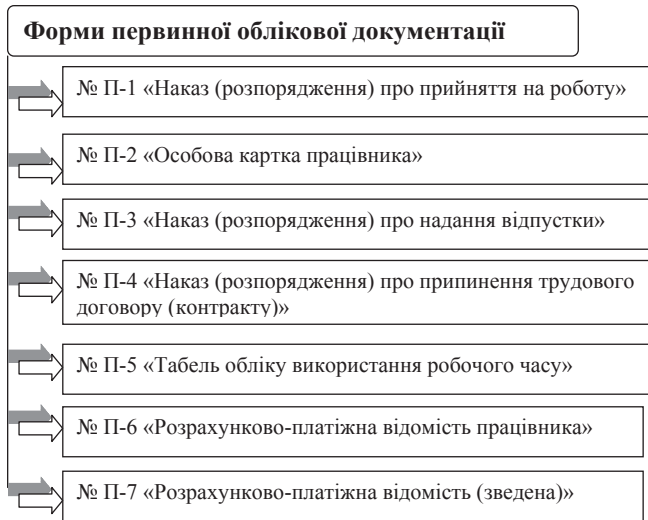 Форми первинної облікової документації
№ П-1 «Наказ (розпорядження) про прийняття на роботу»
№ П-2 «Особова картка працівника»
№ П-3 «Наказ (розпорядження) про надання відпустки»
№ П-4 «Наказ (розпорядження) про припинення трудового
договору (контракту)»
№ П-5 «Табель обліку використання робочого часу»
№ П-6 «Розрахунково-платіжна відомість працівника»
№ П-7 «Розрахунково-платіжна відомість (зведена)»